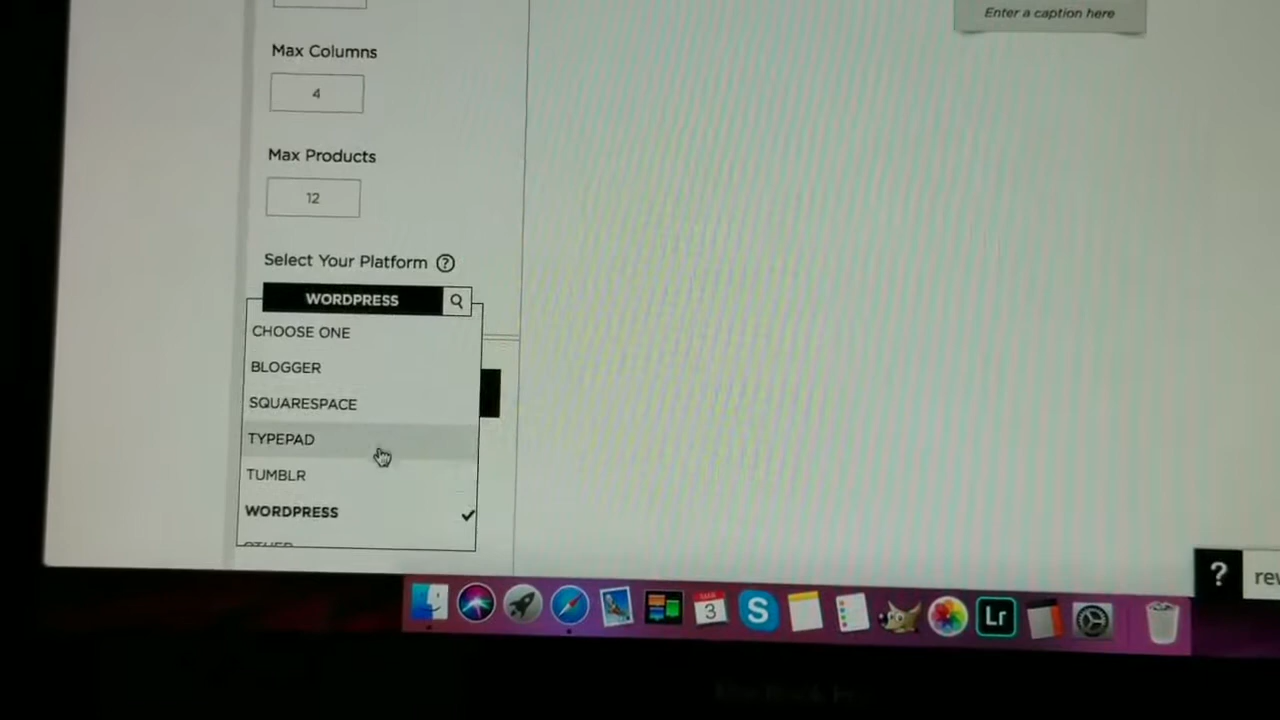 Enter a caption here
Max Columns
4
Max Products
12
Select Your Platform ?
WORDPRESS
CHOOSE ONE
BLOGGER
SQUARESPACE
TYPEPAD
TUMBLR
WORDPRESS
OTHER
?
3
S
Lr